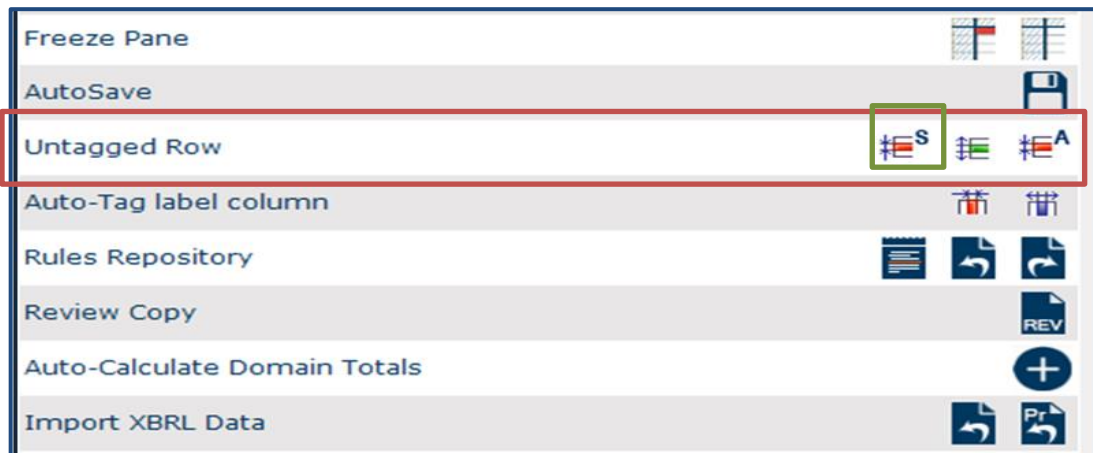 Freeze Pane
AutoSave
Untagged Row S A
Auto-Tag label column
Rules Repository
Review Copy REV
Auto-Calculate Domain Totals
Import XBRL Data Pr